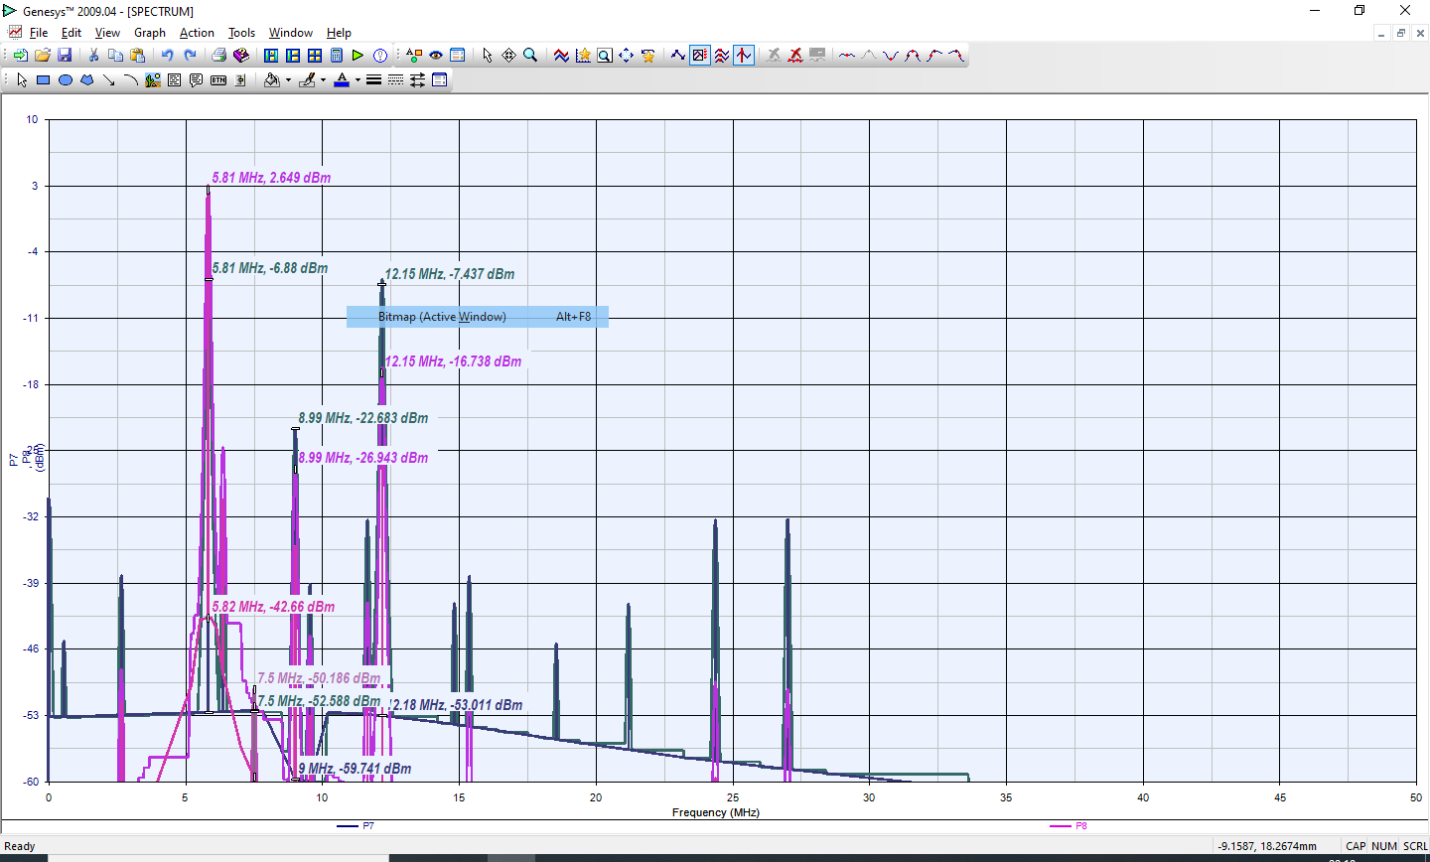 Genesys™ 2009.04 - [SPECTRUM]
File Edit View Graph Action Tools Window Help
BTN
10
3
-4
-11
-18
-32
-39
-46
-53
-60
P7
P8
(dBm)
5.81 MHz, 2.649 dBm
5.81 MHz, -6.88 dBm
12.15 MHz, -7.437 dBm
Bitmap (Active Window) Alt+F8
12.15 MHz, -16.738 dBm
8.99 MHz, -22.683 dBm
8.99 MHz, -26.943 dBm
5.82 MHz, -42.66 dBm
7.5 MHz, -50.186 dBm
7.5 MHz, -52.588 dBm
2.18 MHz, -53.011 dBm
9 MHz, -59.741 dBm
0 5 10 15 20 25 30 35 40 45 50
Frequency (MHz)
P7 P8
Ready -9.1587, 18.2674mm CAP NUM SCRL